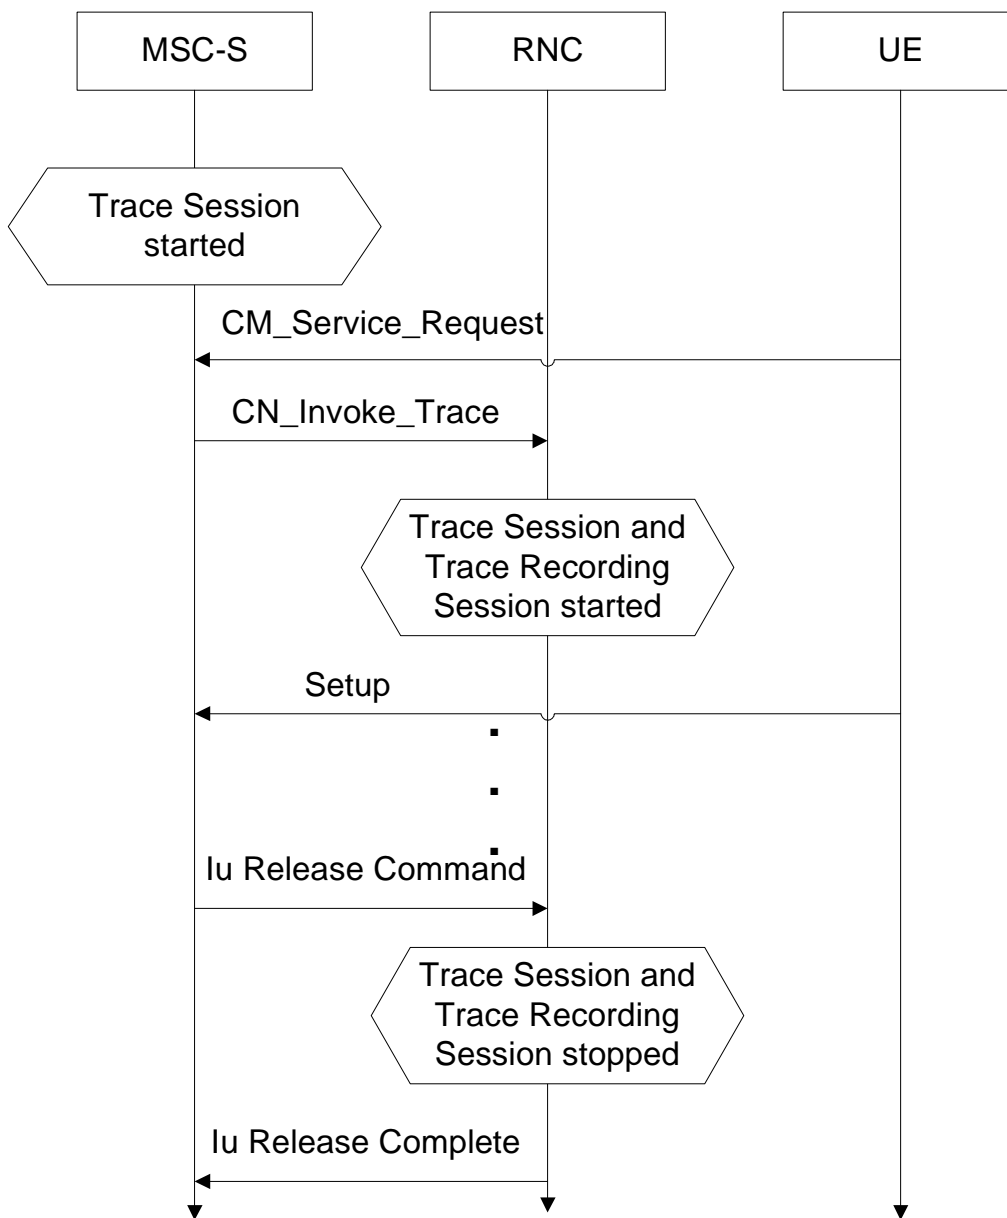 MSC-S
RNC
UE
Trace Session
started
CM_Service_Request
CN_Invoke_Trace
Trace Session and
Trace Recording
Session started
Setup
Iu Release Command
Trace Session and
Trace Recording
Session stopped
Iu Release Complete